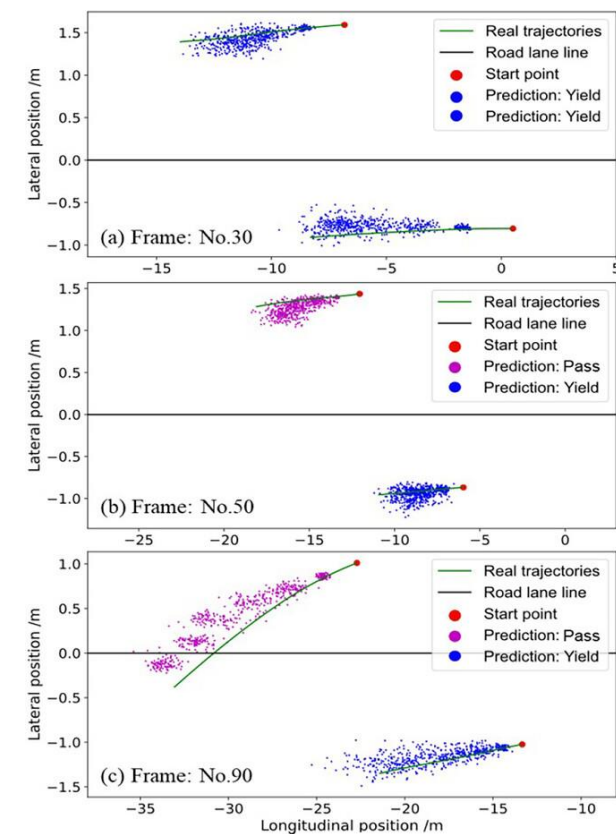 1.5
1.0
0.5
0.0
−0.5
−1.0
Lateral position /m
Real trajectories
Road lane line
Start point
Prediction: Yield
Prediction: Yield
(a) Frame: No.30
−15 −10 −5 0 5
1.5
1.0
0.5
0.0
−0.5
−1.0
Lateral position /m
Real trajectories
Road lane line
Start point
Prediction: Pass
Prediction: Yield
(b) Frame: No.50
−25 −20 −15 −10 −5 0
1.0
0.5
0.0
−0.5
−1.0
−1.5
Lateral position /m
Real trajectories
Road lane line
Start point
Prediction: Pass
Prediction: Yield
(c) Frame: No.90
−35 −30 −25 −20 −15 −10
Longitudinal position /m